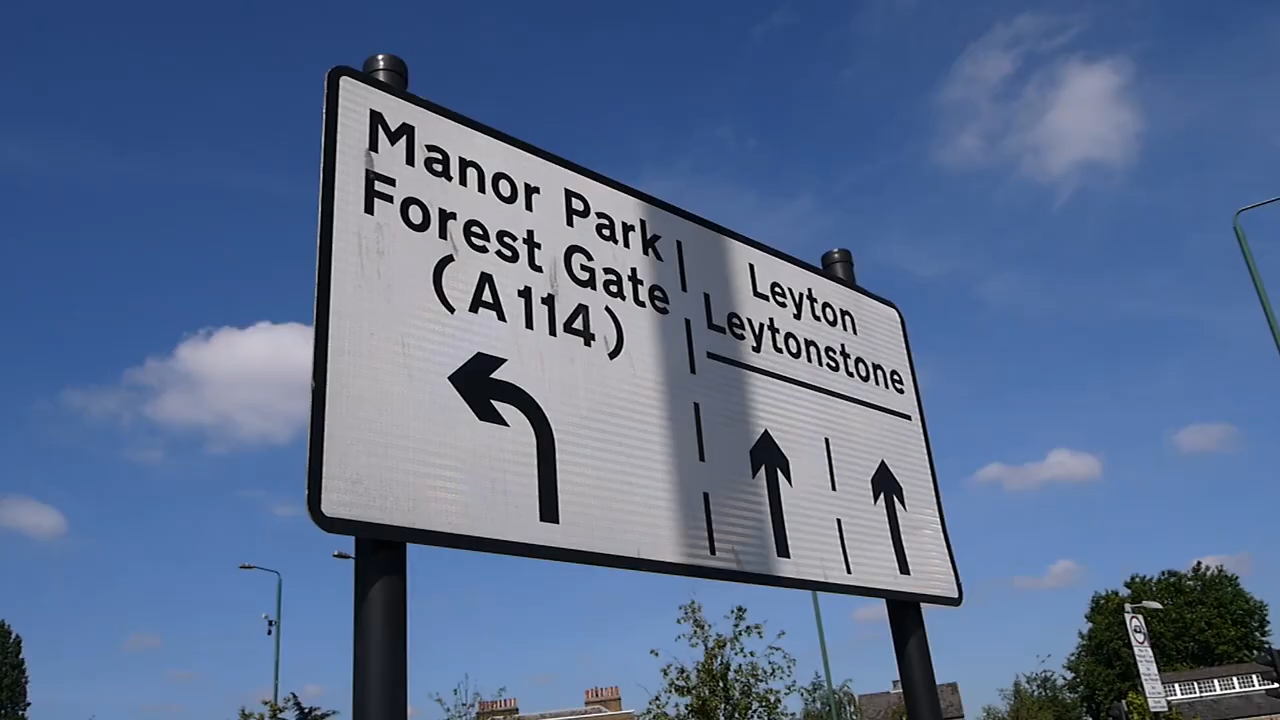 Manor Park
Forest Gate
(A114)
Leyton
Leytonstone